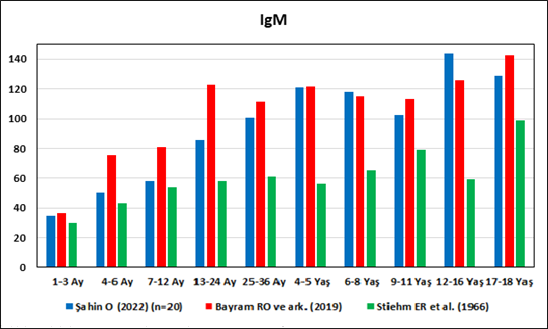 IgM
140
120
100
80
60
40
20
0
1-3 Ay 4-6 Ay 7-12 Ay 13-24 Ay 25-36 Ay 4-5 Yaş 6-8 Yaş 9-11 Yaş 12-16 Yaş 17-18 Yaş
Şahin O (2022) (n=20) Bayram RO ve ark. (2019) Stiehm ER et al. (1966)